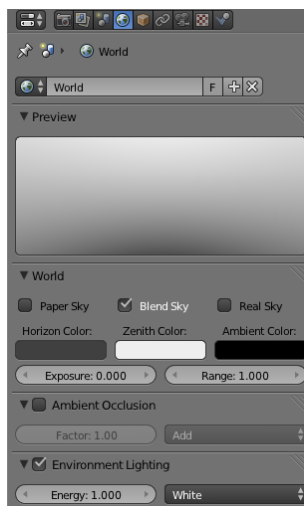 World
World F
Preview
World
Paper Sky Blend Sky Real Sky
Horizon Color: Zenith Color: Ambient Color:
Exposure: 0.000 Range: 1.000
Ambient Occlusion
Factor: 1.00 Add
Environment Lighting
Energy: 1.000 White